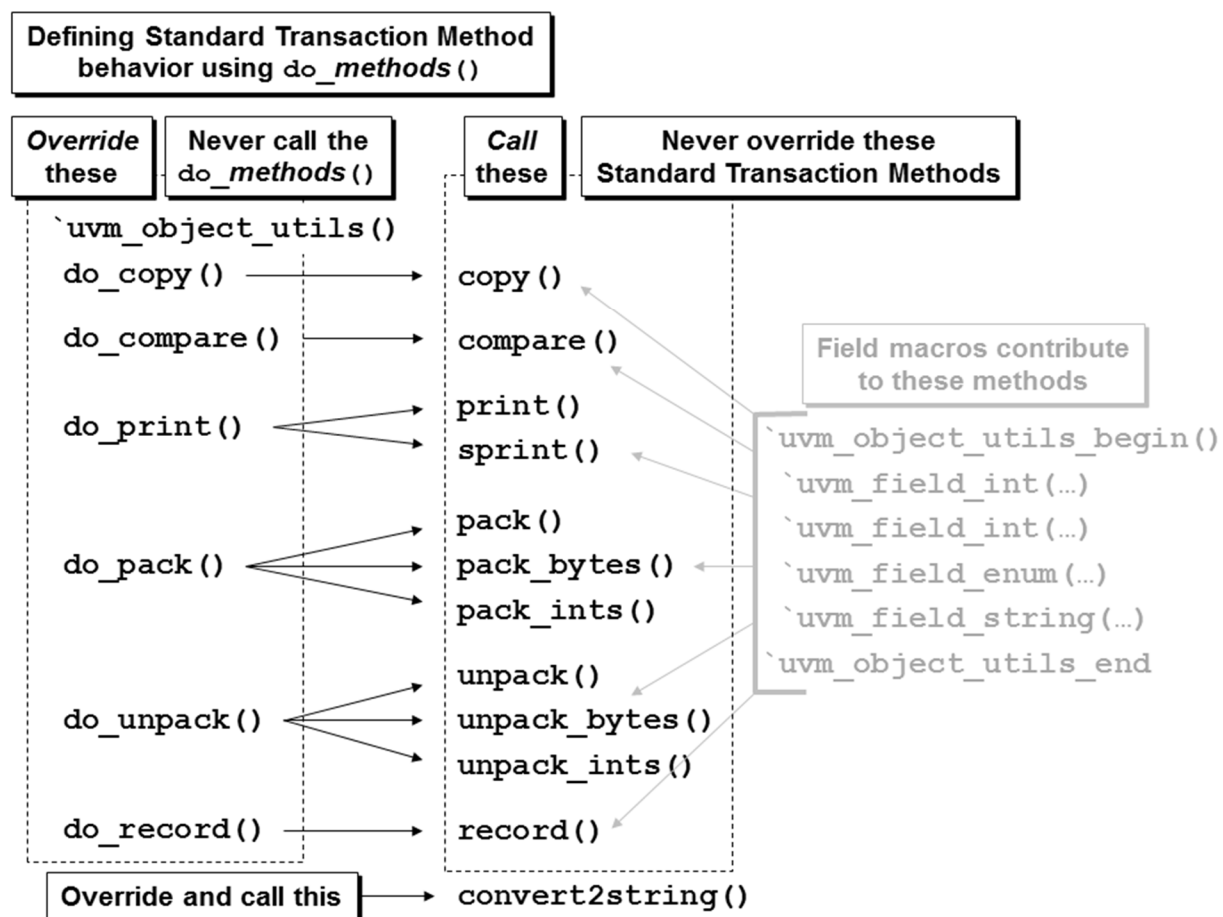 Defining Standard Transaction Method
behavior using do_methods()
Override
these
Never call the
do_methods()
Call
these
Never override these
Standard Transaction Methods
`uvm_object_utils()
do_copy()
copy()
do_compare()
compare()
Field macros contribute
to these methods
do_print()
print()
sprint()
`uvm_object_utils_begin()
`uvm_field_int(…)
`uvm_field_int(…)
`uvm_field_enum(…)
`uvm_field_string(…)
`uvm_object_utils_end
do_pack()
pack()
pack_bytes()
pack_ints()
do_unpack()
unpack()
unpack_bytes()
unpack_ints()
do_record()
record()
Override and call this
convert2string()